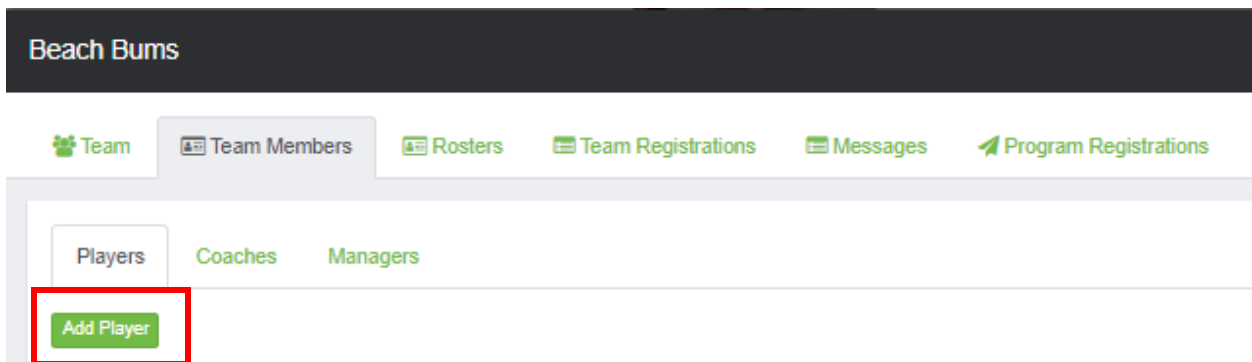 Beach Bums
Team Team Members Rosters Team Registrations Messages Program Registrations
Players Coaches Managers
Add Player